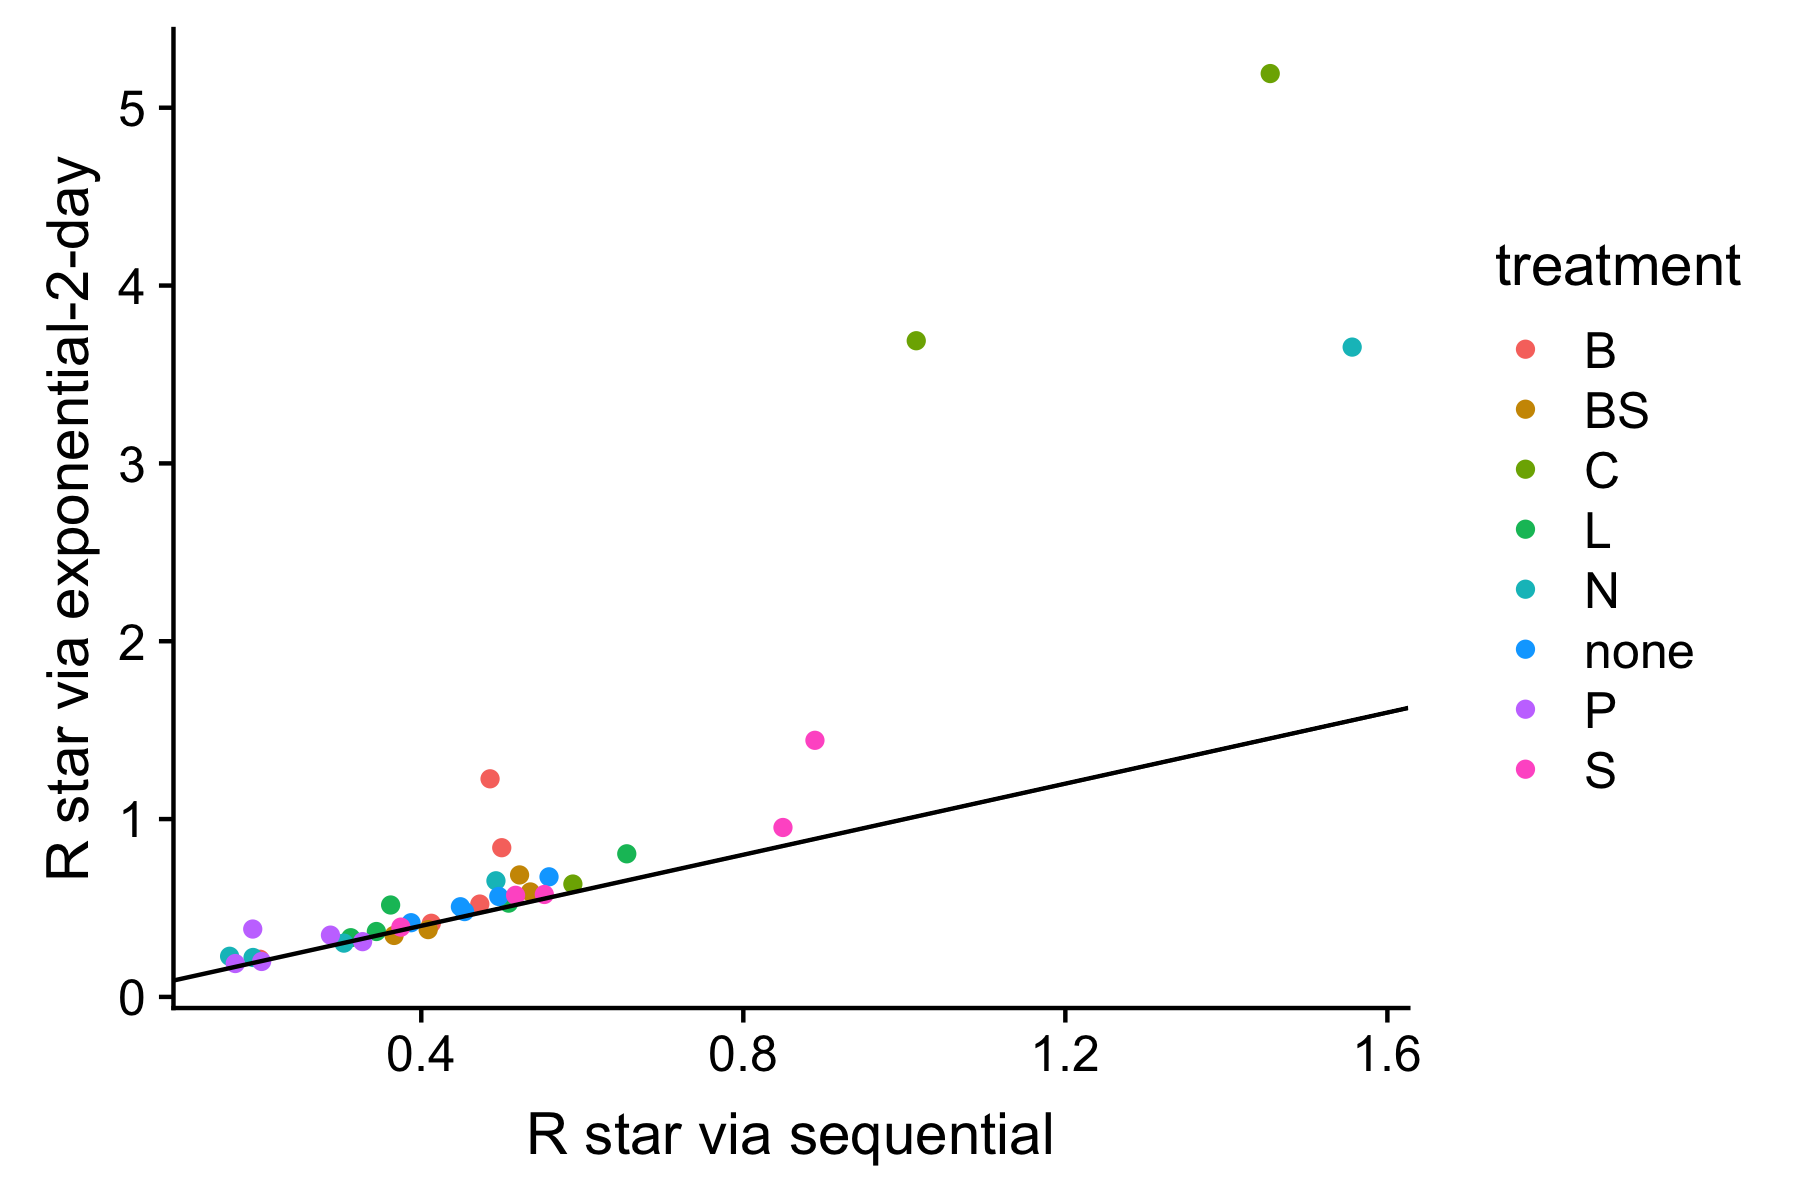 R star via exponential-2-day
5
4
3
2
1
0
0.4 0.8 1.2 1.6
R star via sequential
treatment
B
BS
C
L
N
none
P
S